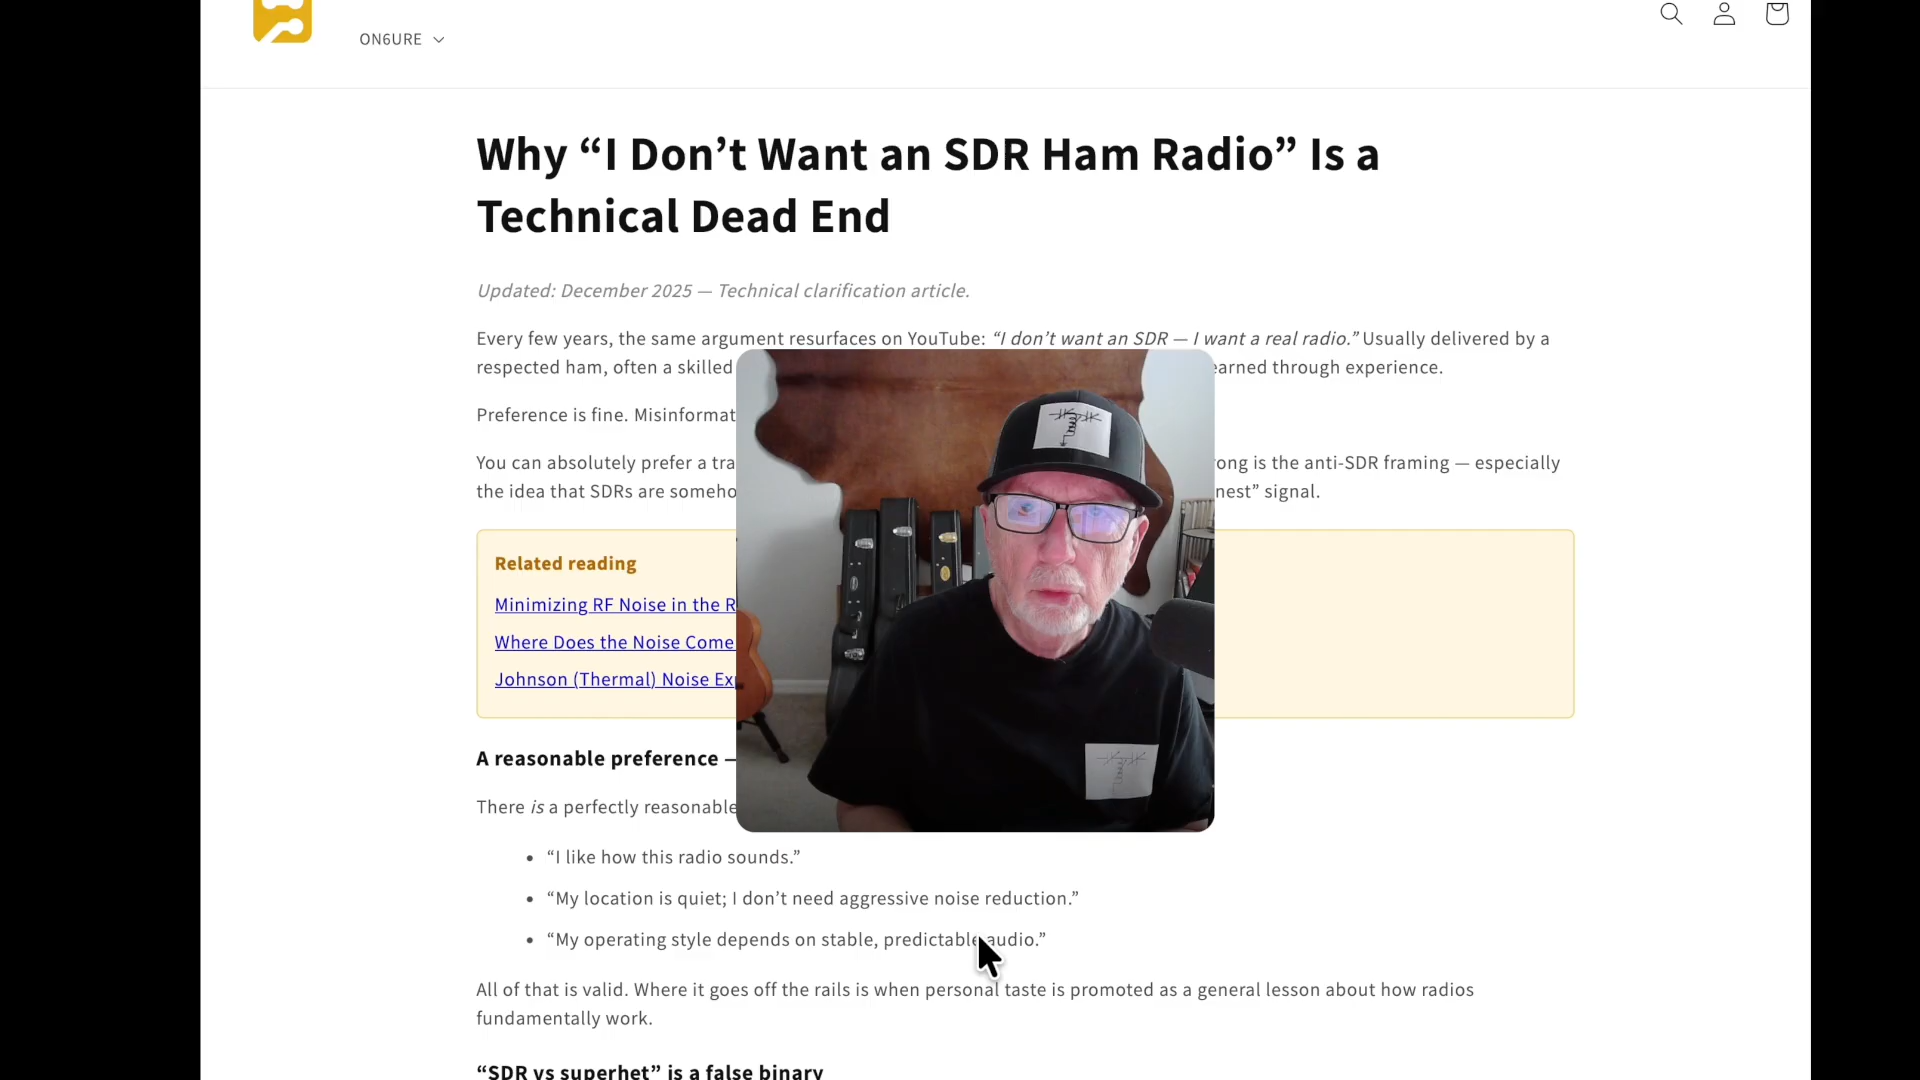 ON6URE
Why “I Don’t Want an SDR Ham Radio” Is a
Technical Dead End
Updated: December 2025 — Technical clarification article.
Every few years, the same argument resurfaces on YouTube: “I don’t want an SDR — I want a real radio.” Usually delivered by a
respected ham, often a skilled earned through experience.
Preference is fine.
You can absolutely prefer a is the anti-SDR framing — especially
the idea that SDRs are signal.
Related reading
Minimizing RF Noise in the
Where Does the Noise Come
Johnson (Thermal) Noise
A reasonable preference —
There is a perfectly reasonable
• “I like how this radio sounds.”
• “My location is quiet; I don’t need aggressive noise reduction.”
• “My operating style depends on stable, predictable audio.”
All of that is valid. Where it goes off the rails is when personal taste is promoted as a general lesson about how radios
fundamentally work.
“SDR vs superhet” is a false binary